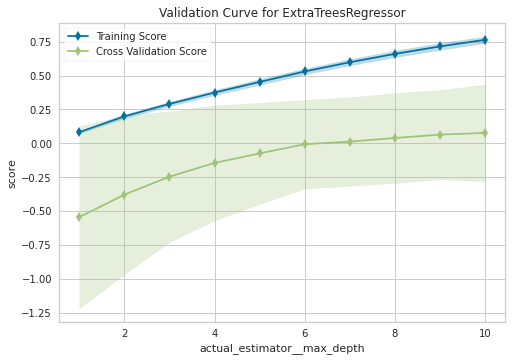 Validation Curve for ExtraTreesRegressor
Training Score
Cross Validation Score
0.75
0.50
0.25
0.00
−0.25
−0.50
−0.75
−1.00
−1.25
score
2 4 6 8 10
actual_estimator__max_depth